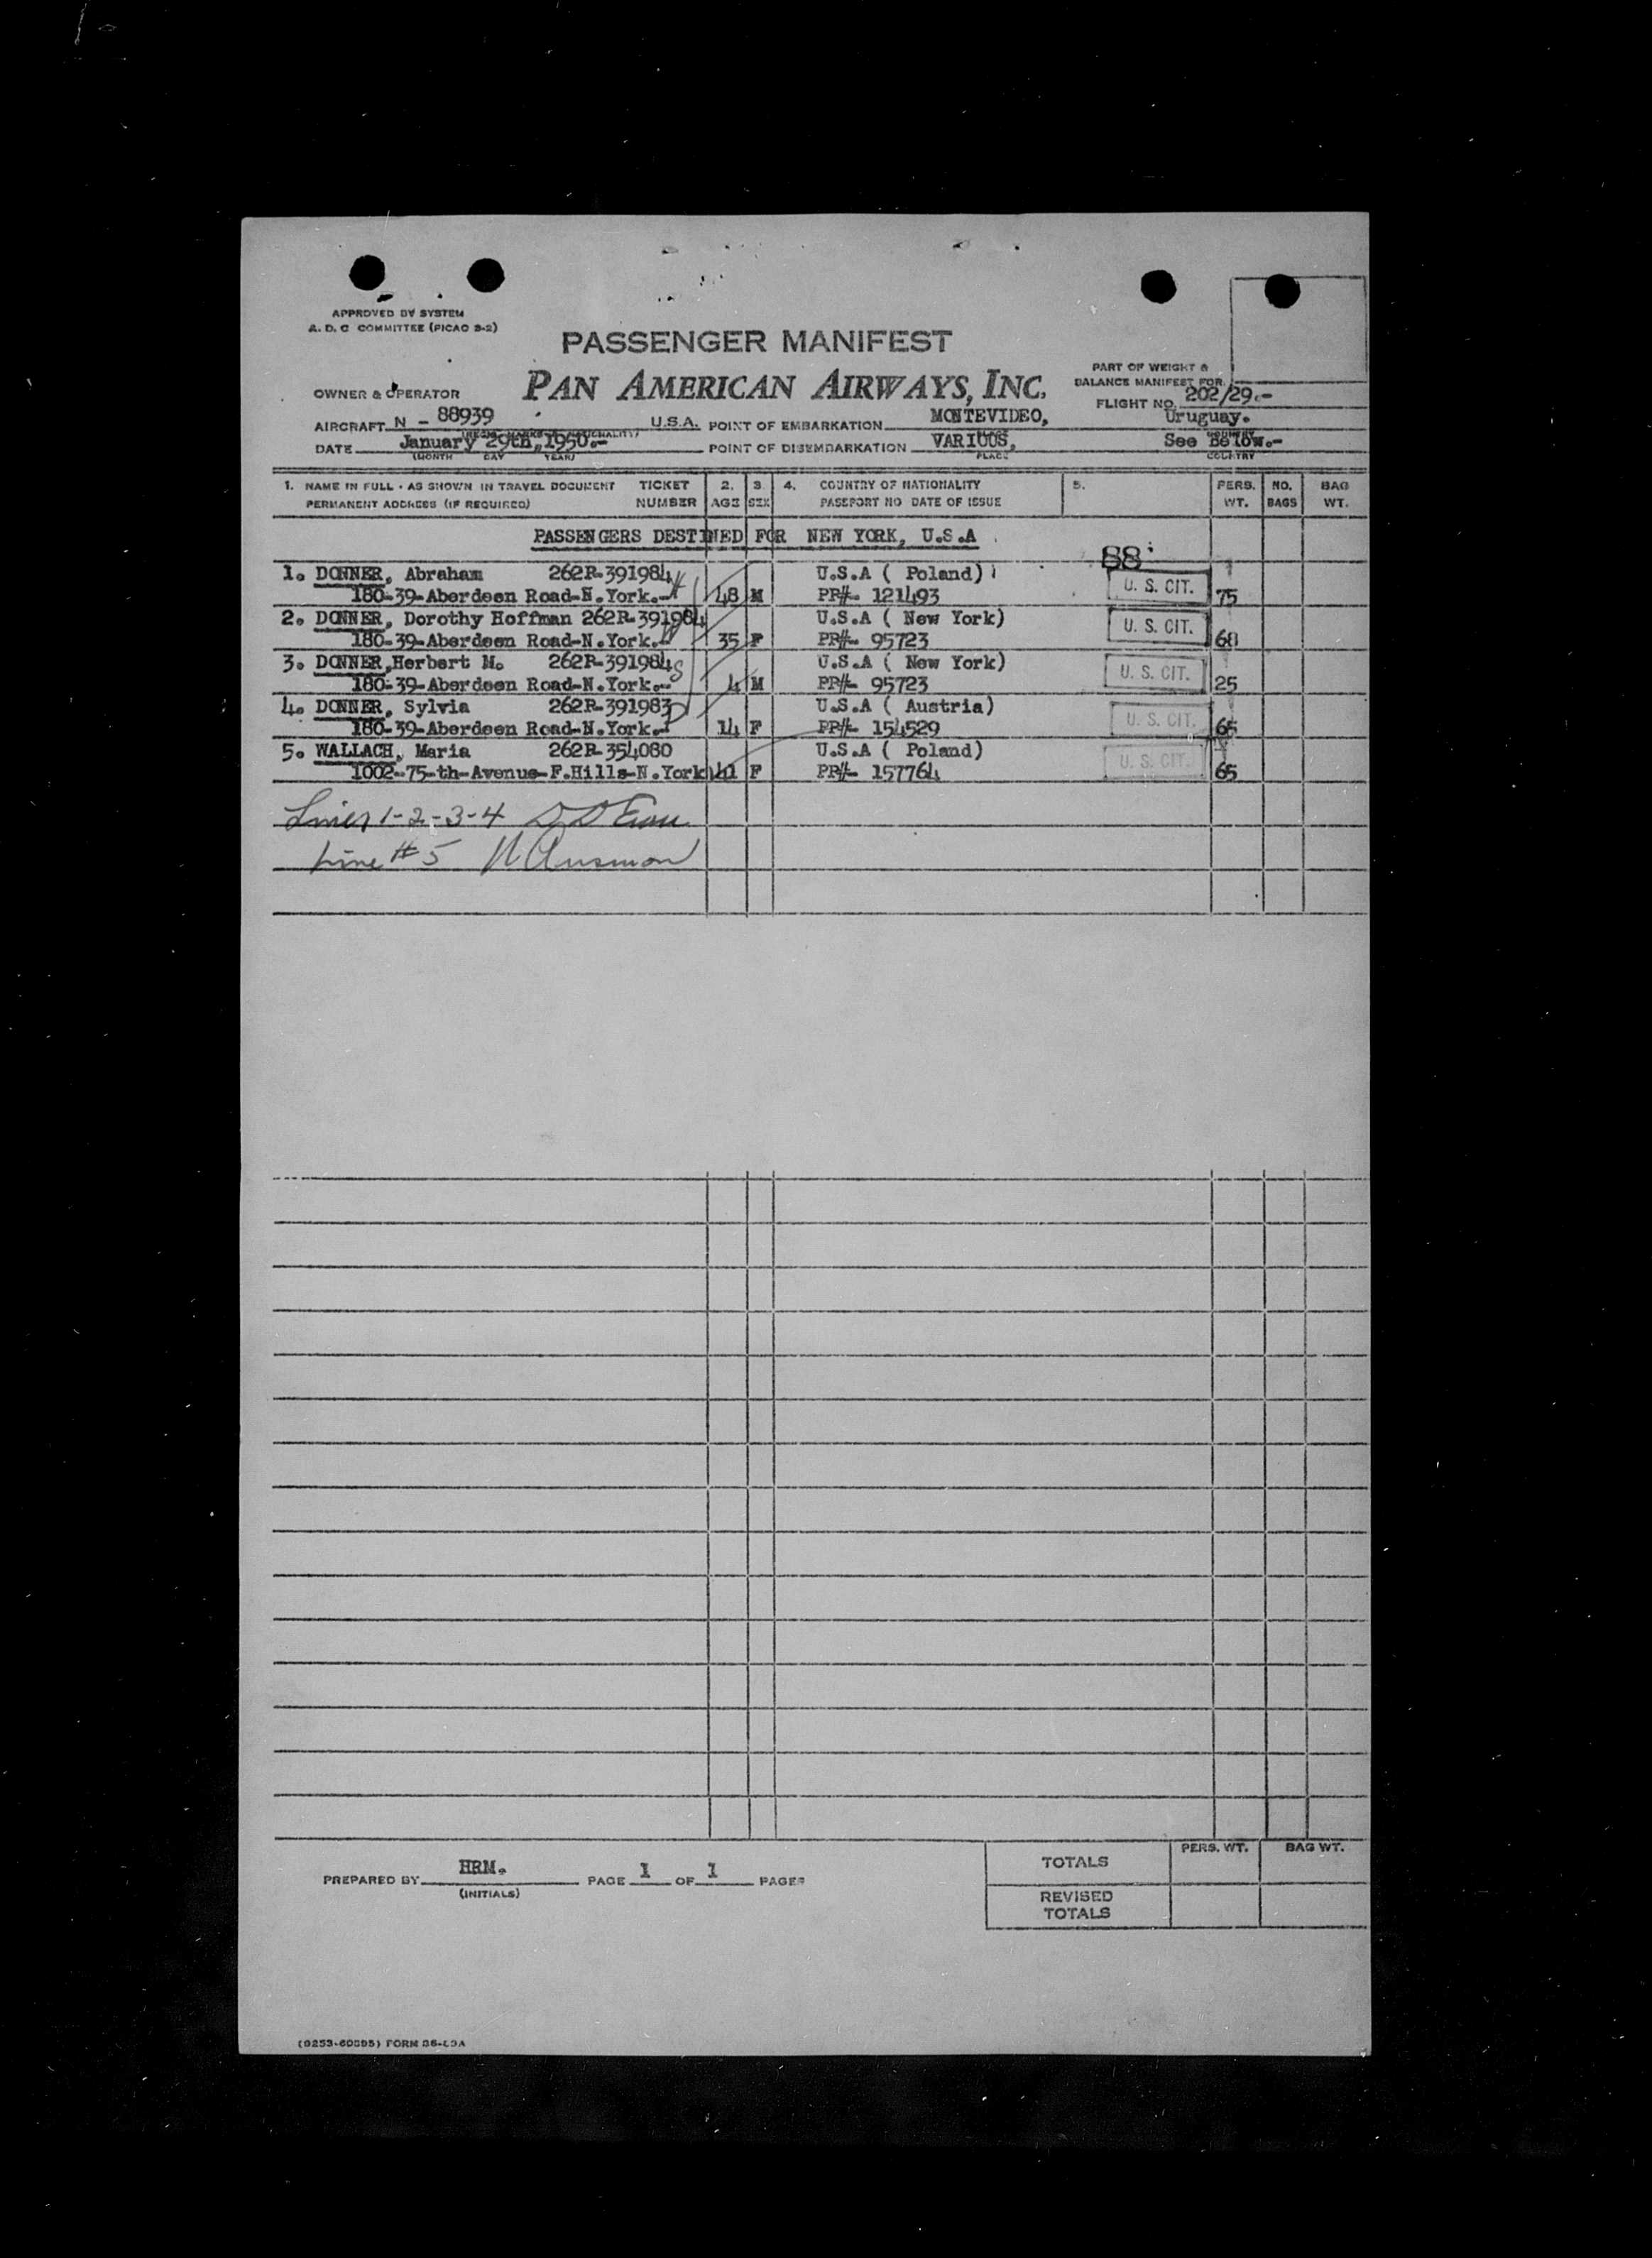 APPROVED BY SYSTEM
A. D. C COMMITTEE (PICAO 3-2)
PASSENGER MANIFEST
OWNER & OPERATOR PAN AMERICAN AIRWAYS, INC.
PART OF WEIGHT &
BALANCE MANIFEST FOR
FLIGHT NO. 202/29.-
AIRCRAFT N - 88939 U.S.A. POINT OF EMBARKATION MONTEVIDEO, Uruguay.
DATE January 29th, 1950.- POINT OF DISEMBARKATION VARIOUS, See Below.-
(MONTH DAY YEAR) PLACE COUNTRY
1. NAME IN FULL - AS SHOWN IN TRAVEL DOCUMENT TICKET 2. 3. 4. COUNTRY OF NATIONALITY 5. PERS. NO. BAG
PERMANENT ADDRESS (IF REQUIRED) NUMBER AGE SEX PASSPORT NO DATE OF ISSUE WT. BAGS WT.
PASSENGERS DESTINED FOR NEW YORK, U.S.A
88
1. DONNER, Abraham 262R-391984 U.S.A ( Poland)
180-39-Aberdeen Road-N.York.- 48 M PP#- 121493 U. S. CIT. 75
2. DONNER, Dorothy Hoffman 262R-391984 U.S.A ( New York)
180-39-Aberdeen Road-N.York.- 35 F PP#- 95723 U. S. CIT. 60
3. DONNER,Herbert M. 262R-391984 U.S.A ( New York)
180-39-Aberdeen Road-N.York.- 4 M PP#- 95723 U. S. CIT. 25
4. DONNER, Sylvia 262R-391983 U.S.A ( Austria)
180-39-Aberdeen Road-N.York.- 14 F PP#- 154529 U. S. CIT. 65
5. WALLACH, Maria 262R-354080 U.S.A ( Poland)
1002-75-th-Avenue-F.Hills-N.York 41 F PP#- 157764 U. S. CIT. 65
Lines 1-2-3-4
Line # 5
PERS. WT. BAG WT.
TOTALS
PREPARED BY HRM. PAGE 1 OF 1 PAGES
(INITIALS)
REVISED
TOTALS